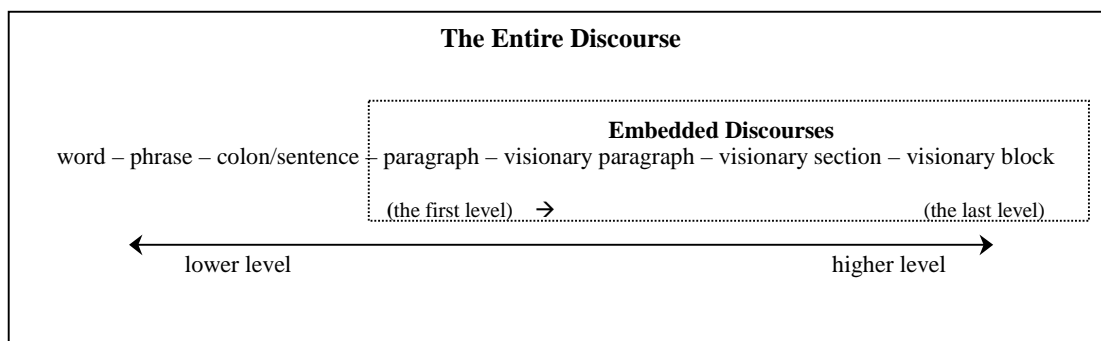 The Entire Discourse
Embedded Discourses
word – phrase – colon/sentence – paragraph – visionary paragraph – visionary section – visionary block
(the first level) → (the last level)
lower level higher level